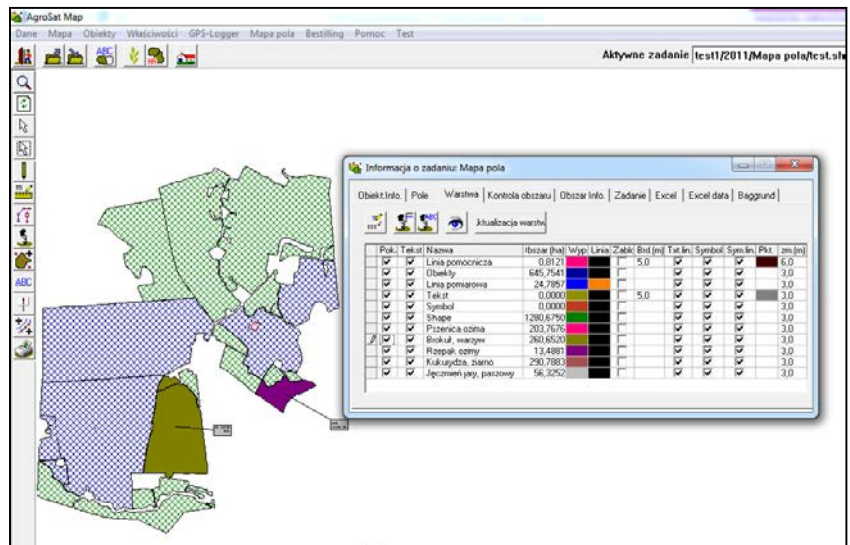 AgroSat Map
Dane Mapa Obiekty Właściwości GPS-Logger Mapa pola Bestilling Pomoc Test
Aktywne zadanie test1/2011/Mapa pola/test.sh
Informacja o zadaniu: Mapa pola
Obiekt.Info. Pole Warstwa Kontrola obszaru Obszar Info. Zadanie Excel Excel data Baggrund
ktualizacja warstw
Pok. Tekst Nazwa bszar (ha) Wyp Linia Zablc Brd (m) Txt.lin. Symbol Sym.lin. Pkt. zm.(m)
Linia pomocnicza 0,8121 5,0 6,0
Obiekty 645,7541 3,0
Linia pomiarowa 24,7857 3,0
Tekst 0,0000 5,0 3,0
Symbol 0,0000 3,0
Shape 1280,6750 3,0
Pszenica ozima 203,7676 3,0
Brokuł, warzyw 260,6520 3,0
Rzepak ozimy 13,4881 3,0
Kukurydza, ziarno 290,7883 3,0
Jęczmień jary, paszowy 56,3252 3,0
ABC